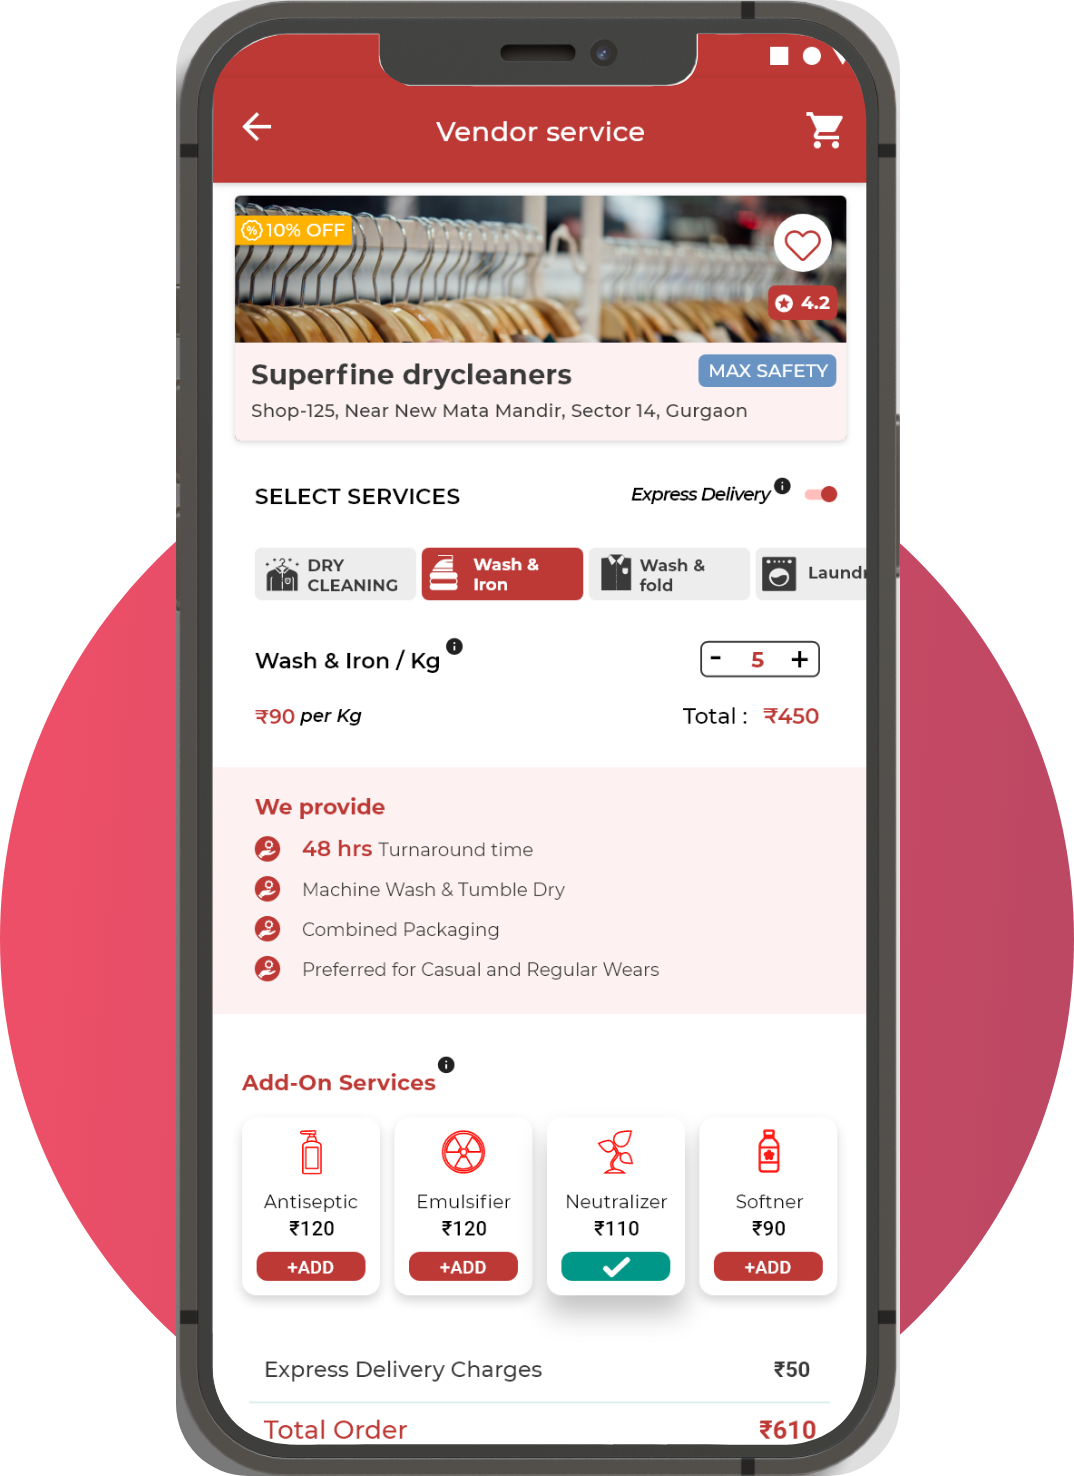 Vendor service
10% OFF
4.2
Superfine drycleaners
MAX SAFETY
Shop-125, Near New Mata Mandir, Sector 14, Gurgaon
SELECT SERVICES
Express Delivery
DRY
CLEANING
Wash &
Iron
Wash &
fold
Laundr
Wash & Iron / Kg
- 5 +
₹90 per Kg
Total : ₹450
We provide
48 hrs Turnaround time
Machine Wash & Tumble Dry
Combined Packaging
Preferred for Casual and Regular Wears
Add-On Services
Antiseptic
₹120
+ADD
Emulsifier
₹120
+ADD
Neutralizer
₹110
Softner
₹90
+ADD
Express Delivery Charges ₹50
Total Order ₹610